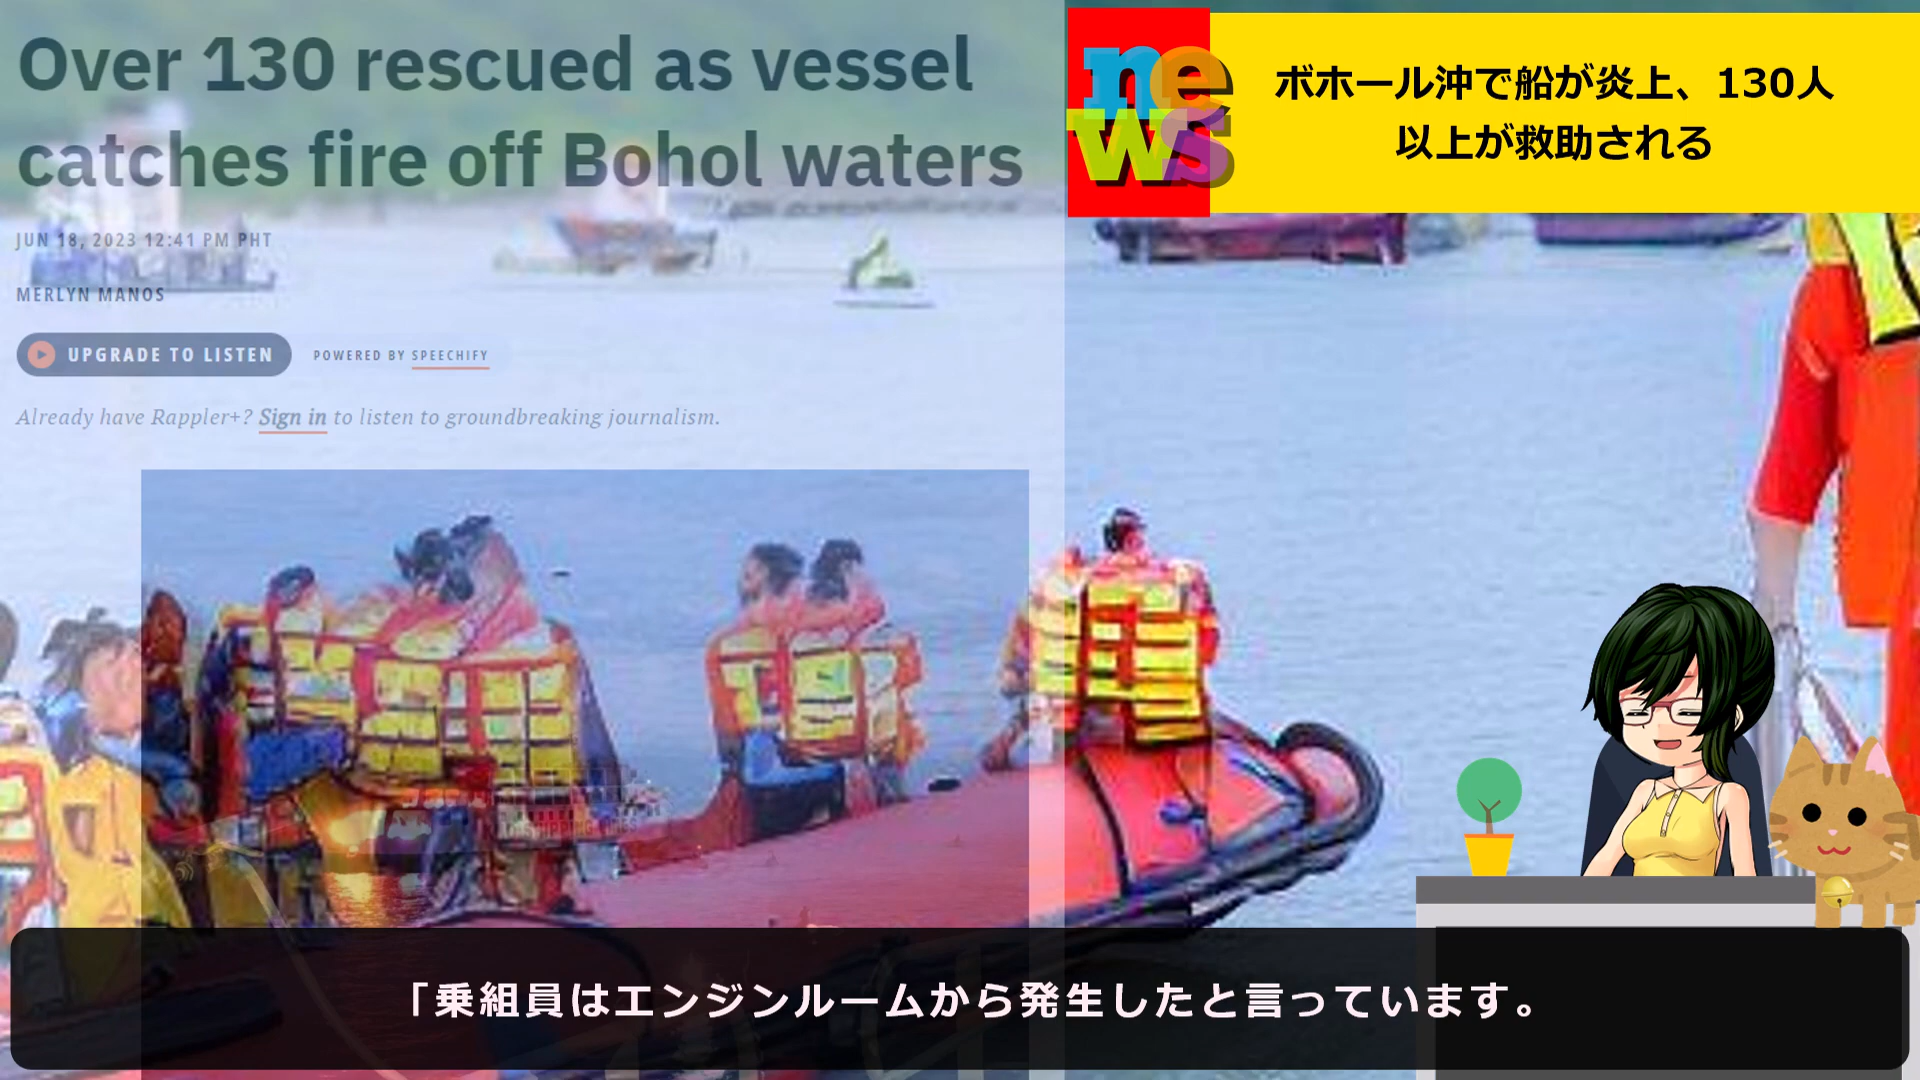 Over 130 rescued as vessel
catches fire off Bohol waters
JUN 18, 2023 12:41 PM PHT
MERLYN MANOS
UPGRADE TO LISTEN
POWERED BY SPEECHIFY
Already have Rappler+? Sign in to listen to groundbreaking journalism.
news
ボホール沖で船が炎上、130人
以上が救助される
「乗組員はエンジンルームから発生したと言っています。